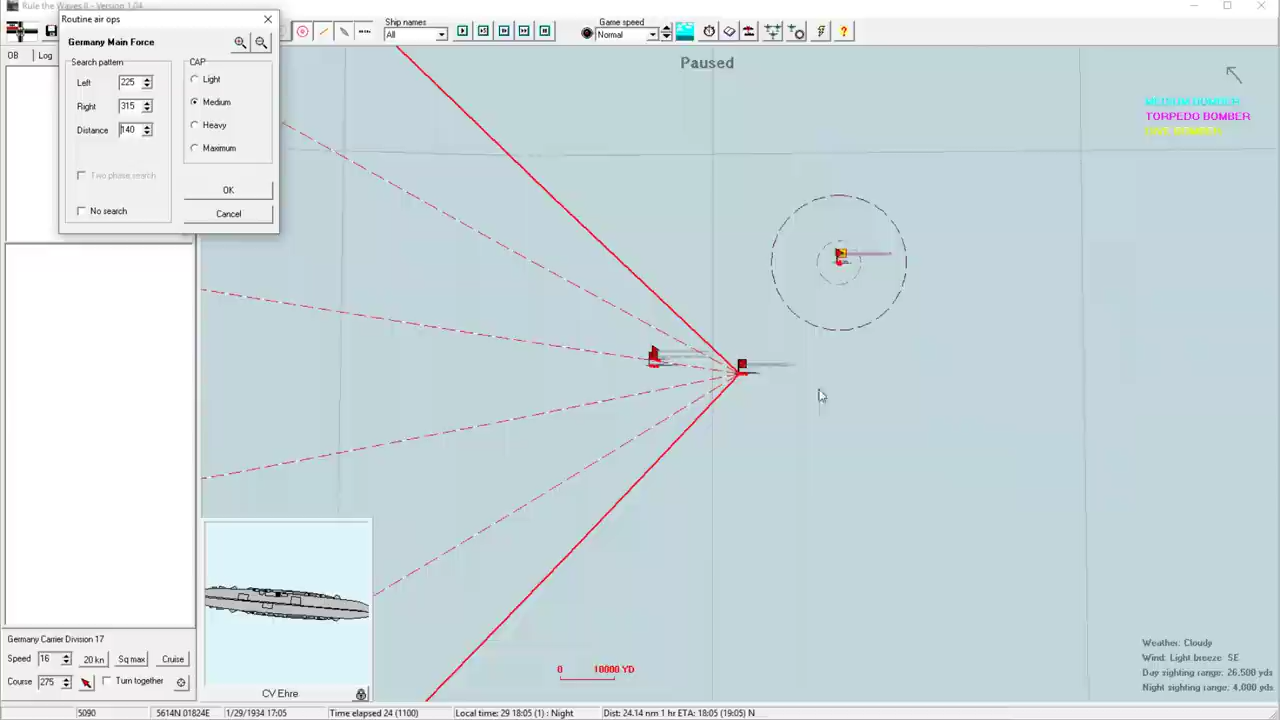 Rule the Waves II - Version 1.04
Routine air ops
Germany Main Force
Ship names
All
Game speed
Normal
OB
Log
Search pattern
Left 225
Right 315
Distance 140
Two phase search
No search
CAP
Light
Medium
Heavy
Maximum
OK
Cancel
Paused
MEDIUM BOMBER
TORPEDO BOMBER
DIVE BOMBER
0 10000 YD
CV Ehre
Germany Carrier Division 17
Speed 16 20 kn Sq max Cruise
Course 275 Turn together
Weather: Cloudy
Wind: Light breeze SE
Day sighting range: 26.500 yds
Night sighting range: 4.000 yds
5090 5614N 01824E 1/29/1934 17:05 Time elapsed 24 (1100) Local time: 29 18:05 (1) : Night Dist: 24.14 nm 1 hr ETA: 18:05 (19:05) N